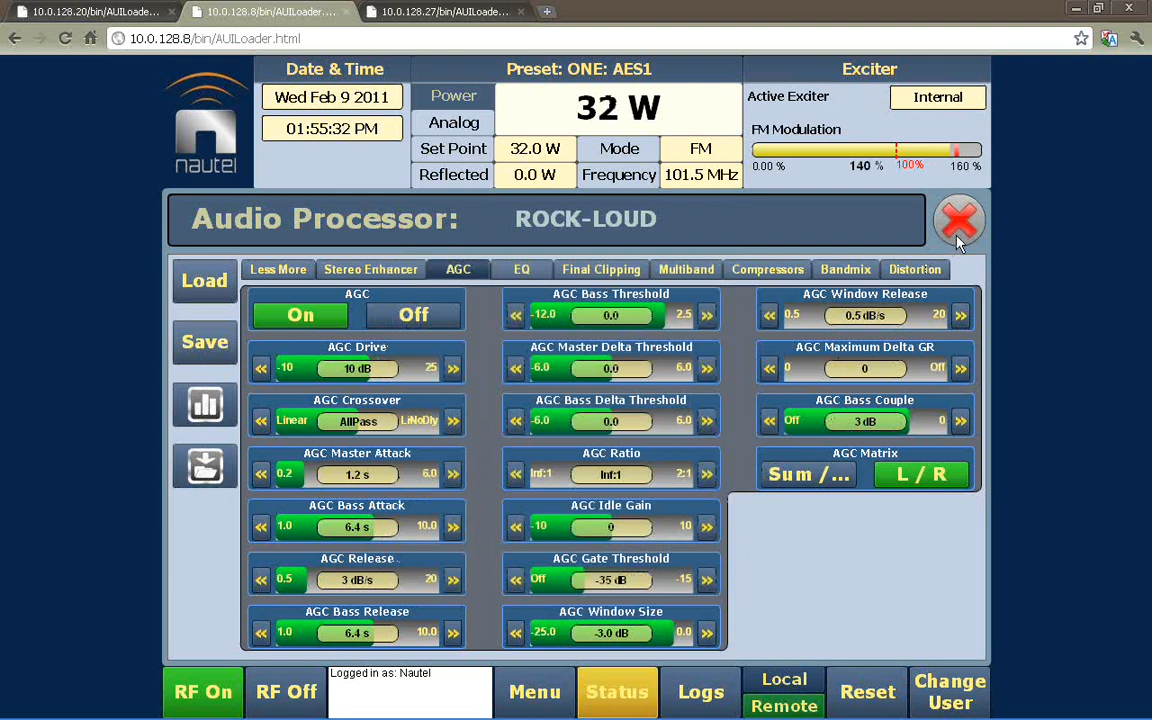 10.0.128.20/bin/AUILoade...
10.0.128.8/bin/AUILoader....
10.0.128.27/bin/AUILoade...
10.0.128.8/bin/AUILoader.html
nautel
Date & Time
Wed Feb 9 2011
01:55:32 PM
Preset: ONE: AES1
Power
32 W
Analog
Set Point 32.0 W Mode FM
Reflected 0.0 W Frequency 101.5 MHz
Exciter
Active Exciter Internal
FM Modulation
0.00 % 140 % 100% 160 %
Audio Processor: ROCK-LOUD
Load
Save
Less More Stereo Enhancer AGC EQ Final Clipping Multiband Compressors Bandmix Distortion
AGC
On Off
AGC Drive
-10 10 dB 25
AGC Crossover
Linear AllPass LiNoDly
AGC Master Attack
0.2 1.2 s 6.0
AGC Bass Attack
1.0 6.4 s 10.0
AGC Release
0.5 3 dB/s 20
AGC Bass Release
1.0 6.4 s 10.0
AGC Bass Threshold
-12.0 0.0 2.5
AGC Master Delta Threshold
-6.0 0.0 6.0
AGC Bass Delta Threshold
-6.0 0.0 6.0
AGC Ratio
Inf:1 Inf:1 2:1
AGC Idle Gain
-10 0 10
AGC Gate Threshold
Off -35 dB -15
AGC Window Size
-25.0 -3.0 dB 0.0
AGC Window Release
0.5 0.5 dB/s 20
AGC Maximum Delta GR
0 0 Off
AGC Bass Couple
Off 3 dB 0
AGC Matrix
Sum /... L / R
RF On
RF Off
Logged in as: Nautel
Menu
Status
Logs
Local
Remote
Reset
Change
User